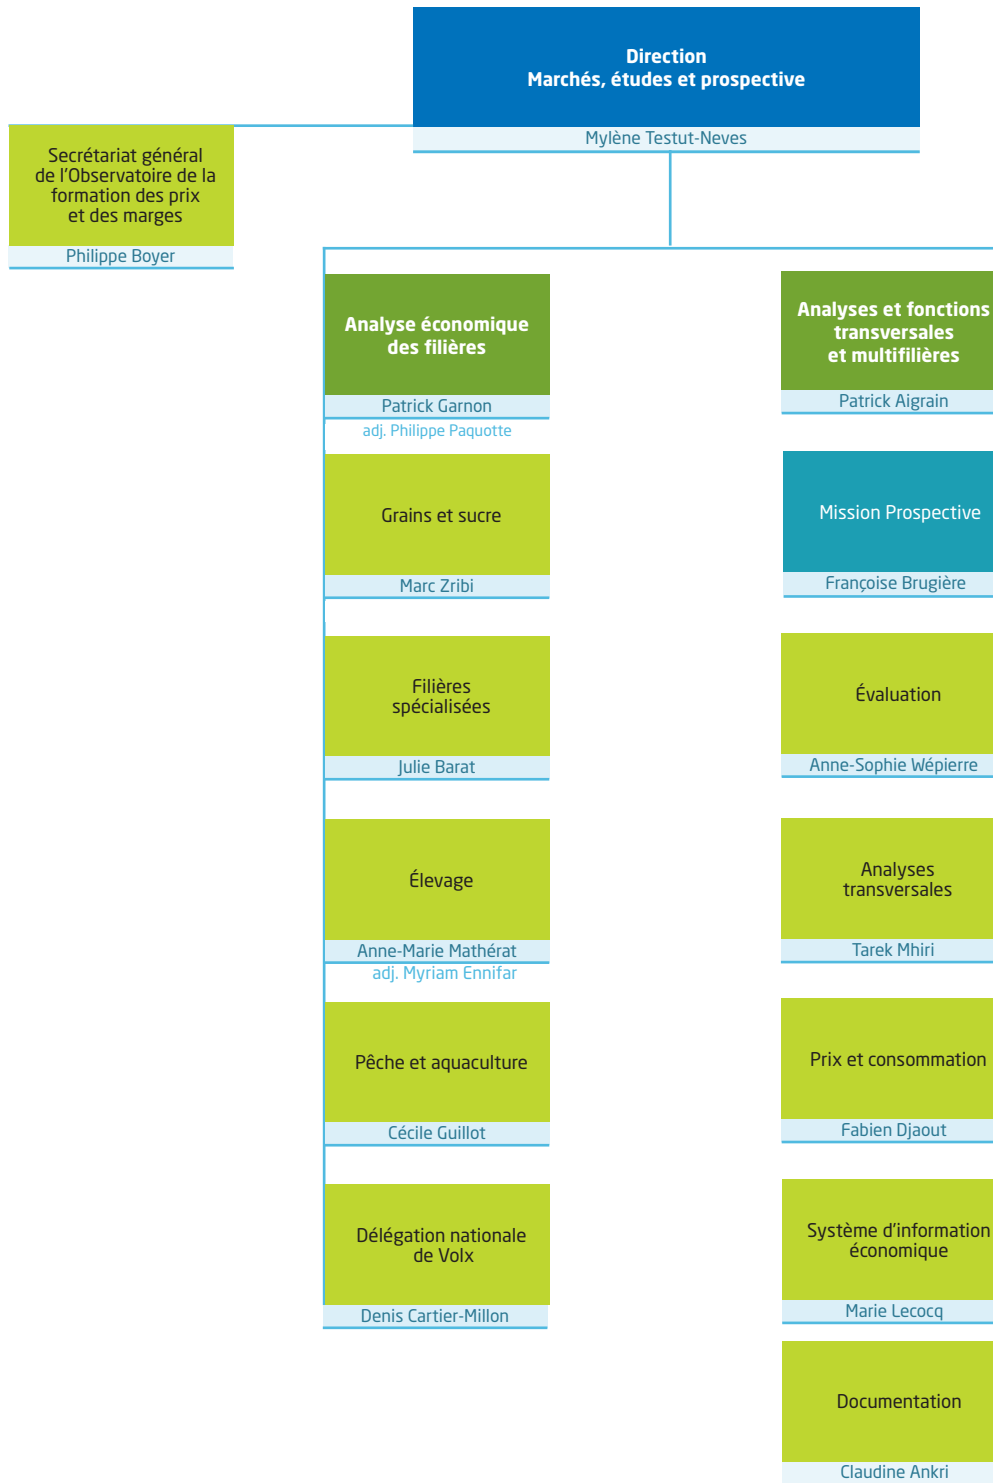 Direction
Marchés, études et prospective
Mylène Testut-Neves
Secrétariat général
de l'Observatoire de la
formation des prix
et des marges
Philippe Boyer
Analyse économique
des filières
Patrick Garnon
adj. Philippe Paquotte
Grains et sucre
Marc Zribi
Filières
spécialisées
Julie Barat
Élevage
Anne-Marie Mathérat
adj. Myriam Ennifar
Pêche et aquaculture
Cécile Guillot
Délégation nationale
de Volx
Denis Cartier-Millon
Analyses et fonctions
transversales
et multifilières
Patrick Aigrain
Mission Prospective
Françoise Brugière
Évaluation
Anne-Sophie Wépierre
Analyses
transversales
Tarek Mhiri
Prix et consommation
Fabien Djaout
Système d'information
économique
Marie Lecocq
Documentation
Claudine Ankri